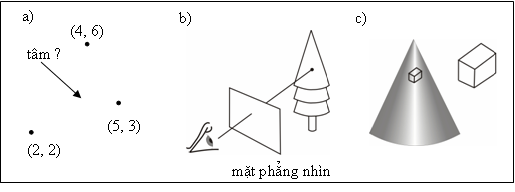 a)
(4, 6)
tâm ?
(5, 3)
(2, 2)
b)
mặt phẳng nhìn
c)